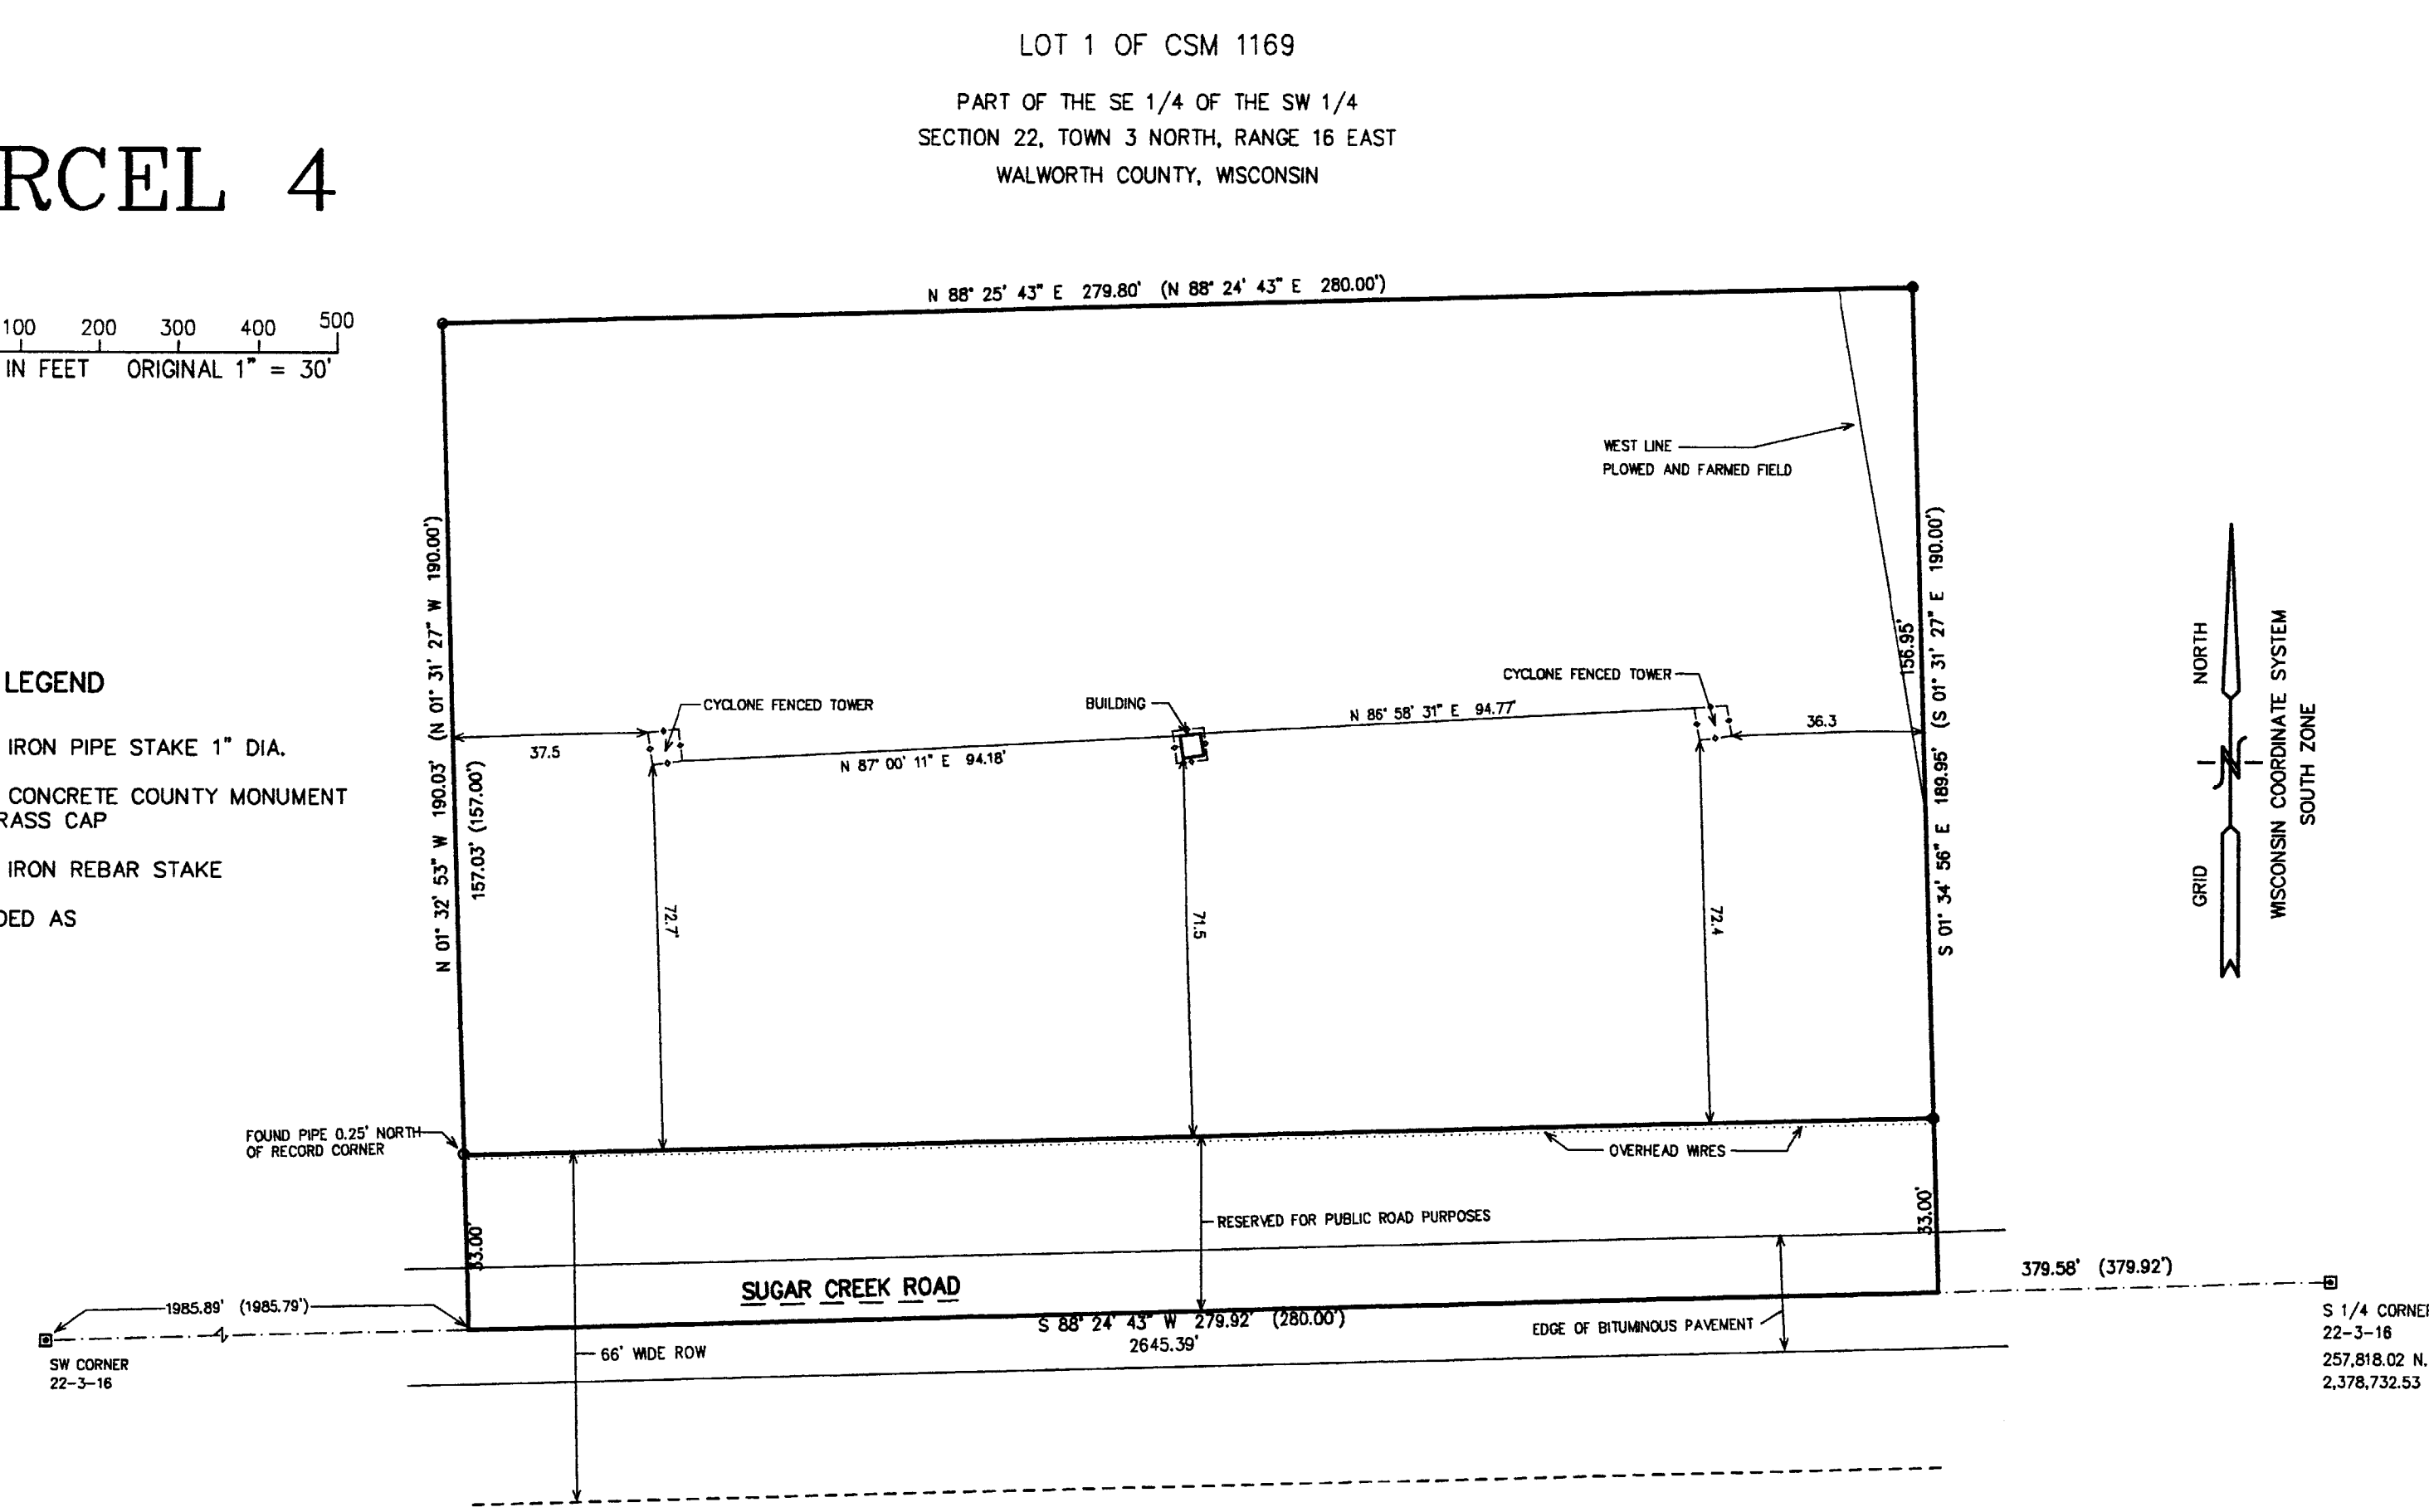 LOT 1 OF CSM 1169
PART OF THE SE 1/4 OF THE SW 1/4
SECTION 22, TOWN 3 NORTH, RANGE 16 EAST
WALWORTH COUNTY, WISCONSIN
RCEL 4
100 200 300 400 500
IN FEET ORIGINAL 1" = 30'
N 88° 25' 43" E 279.80' (N 88° 24' 43" E 280.00')
WEST LINE
PLOWED AND FARMED FIELD
LEGEND
IRON PIPE STAKE 1" DIA.
CONCRETE COUNTY MONUMENT
RASS CAP
IRON REBAR STAKE
DED AS
N 01° 32' 53" W 190.03' (N 01° 31' 27" W 190.00')
157.03' (157.00')
CYCLONE FENCED TOWER
BUILDING
CYCLONE FENCED TOWER
37.5
N 87° 00' 11" E 94.18'
N 86° 58' 31" E 94.77'
36.3
156.95'
S 01° 34' 56" E 189.95' (S 01° 31' 27" E 190.00')
72.7'
71.5
72.4
NORTH
N
GRID
WISCONSIN COORDINATE SYSTEM
SOUTH ZONE
FOUND PIPE 0.25' NORTH
OF RECORD CORNER
OVERHEAD WIRES
33.00'
RESERVED FOR PUBLIC ROAD PURPOSES
33.00'
SUGAR CREEK ROAD
1985.89' (1985.79')
379.58' (379.92')
S 88° 24' 43" W 279.92' (280.00')
2645.39'
EDGE OF BITUMINOUS PAVEMENT
66' WIDE ROW
SW CORNER
22-3-16
S 1/4 CORNER
22-3-16
257,818.02 N.
2,378,732.53